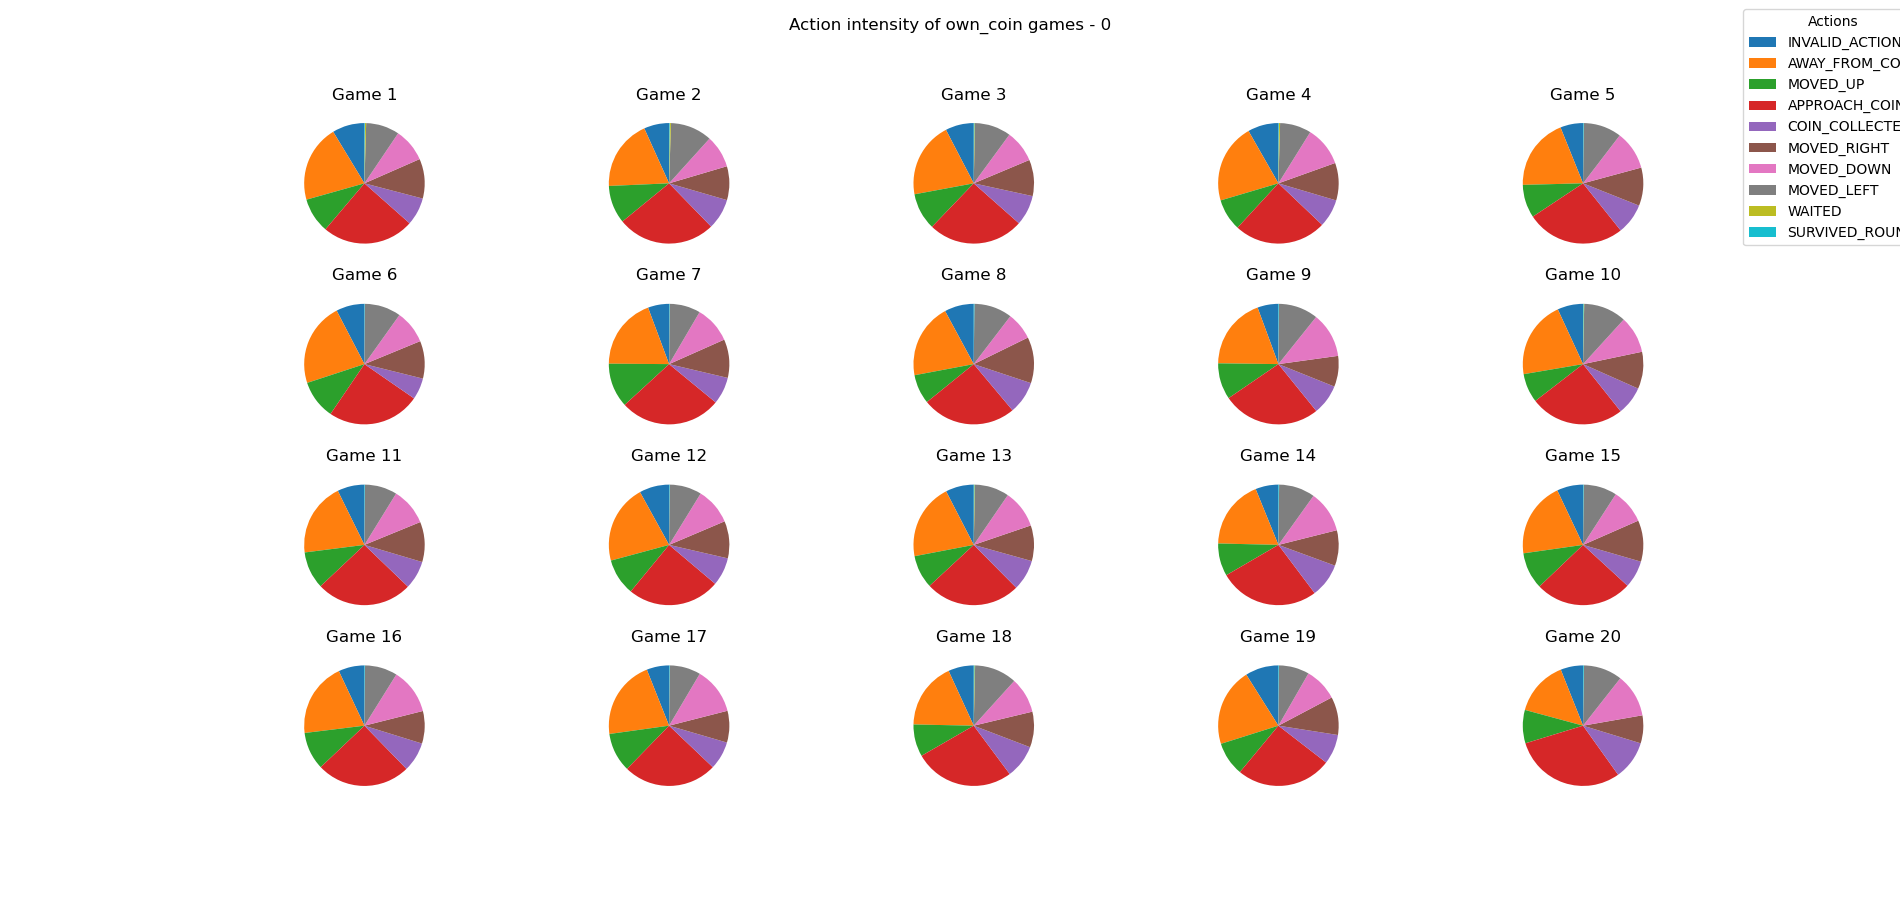 Action intensity of own_coin games - 0
Actions
INVALID_ACTION
AWAY_FROM_CO
MOVED_UP
APPROACH_COIN
COIN_COLLECTE
MOVED_RIGHT
MOVED_DOWN
MOVED_LEFT
WAITED
SURVIVED_ROUN
Game 1
Game 2
Game 3
Game 4
Game 5
Game 6
Game 7
Game 8
Game 9
Game 10
Game 11
Game 12
Game 13
Game 14
Game 15
Game 16
Game 17
Game 18
Game 19
Game 20